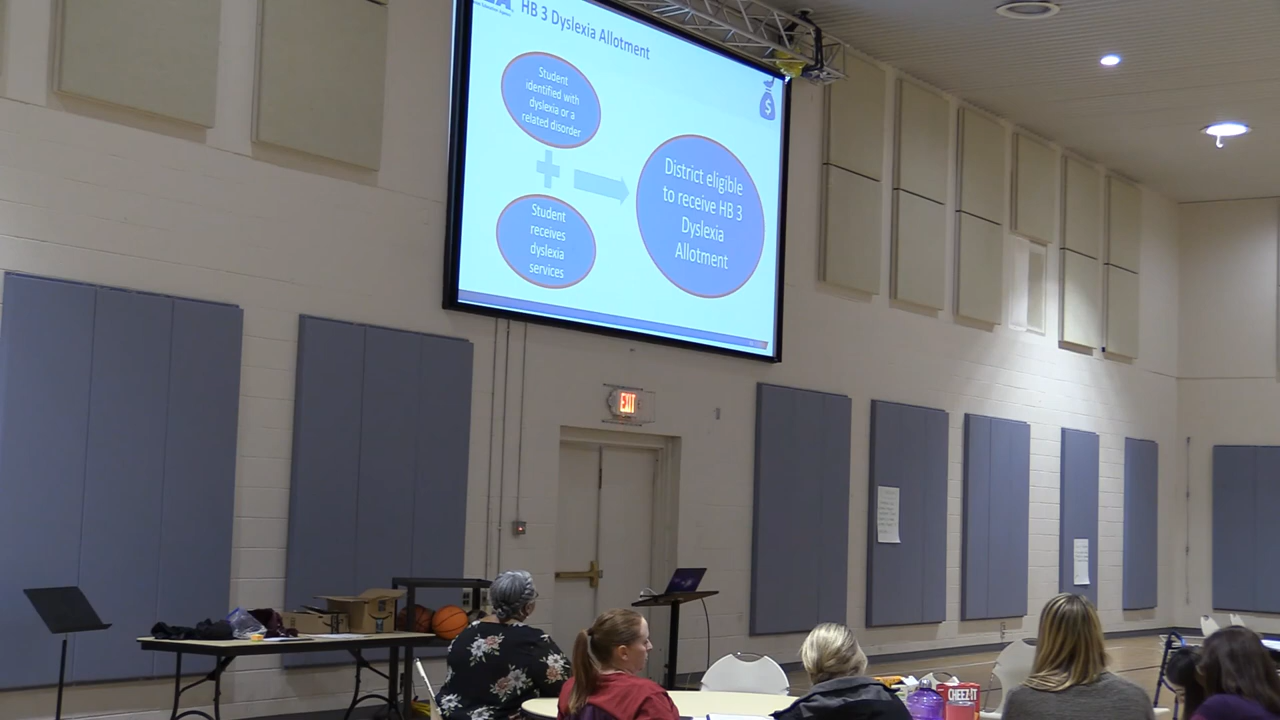 HB 3 Dyslexia Allotment
Student
identified with
dyslexia or a
related disorder
$
Student
receives
dyslexia
services
District eligible
to receive HB 3
Dyslexia
Allotment
EXIT
CHEEZ-IT